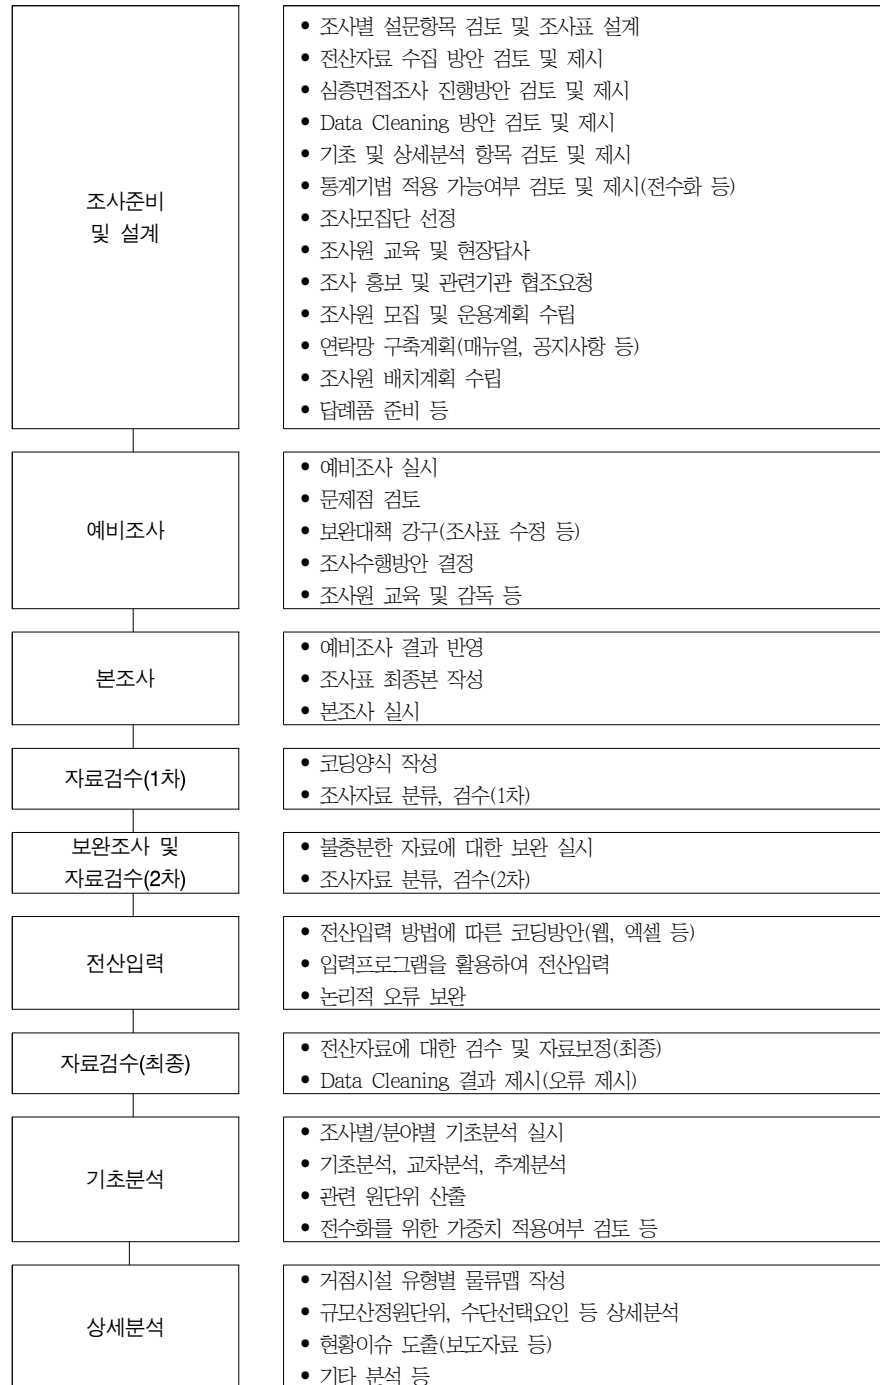 조사준비
및 설계
• 조사별 설문항목 검토 및 조사표 설계
• 전산자료 수집 방안 검토 및 제시
• 심층면접조사 진행방안 검토 및 제시
• Data Cleaning 방안 검토 및 제시
• 기초 및 상세분석 항목 검토 및 제시
• 통계기법 적용 가능여부 검토 및 제시(전수화 등)
• 조사모집단 선정
• 조사원 교육 및 현장답사
• 조사 홍보 및 관련기관 협조요청
• 조사원 모집 및 운용계획 수립
• 연락망 구축계획(매뉴얼, 공지사항 등)
• 조사원 배치계획 수립
• 답례품 준비 등
예비조사
• 예비조사 실시
• 문제점 검토
• 보완대책 강구(조사표 수정 등)
• 조사수행방안 결정
• 조사원 교육 및 감독 등
본조사
• 예비조사 결과 반영
• 조사표 최종본 작성
• 본조사 실시
자료검수(1차)
• 코딩양식 작성
• 조사자료 분류, 검수(1차)
보완조사 및
자료검수(2차)
• 불충분한 자료에 대한 보완 실시
• 조사자료 분류, 검수(2차)
전산입력
• 전산입력 방법에 따른 코딩방안(웹, 엑셀 등)
• 입력프로그램을 활용하여 전산입력
• 논리적 오류 보완
자료검수(최종)
• 전산자료에 대한 검수 및 자료보정(최종)
• Data Cleaning 결과 제시(오류 제시)
기초분석
• 조사별/분야별 기초분석 실시
• 기초분석, 교차분석, 추계분석
• 관련 원단위 산출
• 전수화를 위한 가중치 적용여부 검토 등
상세분석
• 거점시설 유형별 물류맵 작성
• 규모산정원단위, 수단선택요인 등 상세분석
• 현황이슈 도출(보도자료 등)
• 기타 분석 등